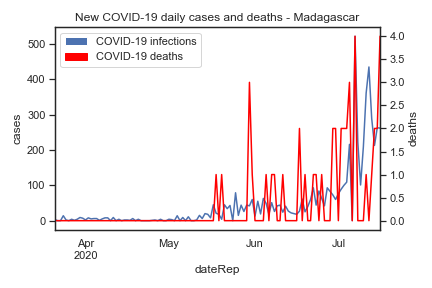 New COVID-19 daily cases and deaths - Madagascar
COVID-19 infections
COVID-19 deaths
cases
500
400
300
200
100
0
deaths
4.0
3.5
3.0
2.5
2.0
1.5
1.0
0.5
0.0
Apr
2020
May
Jun
Jul
dateRep